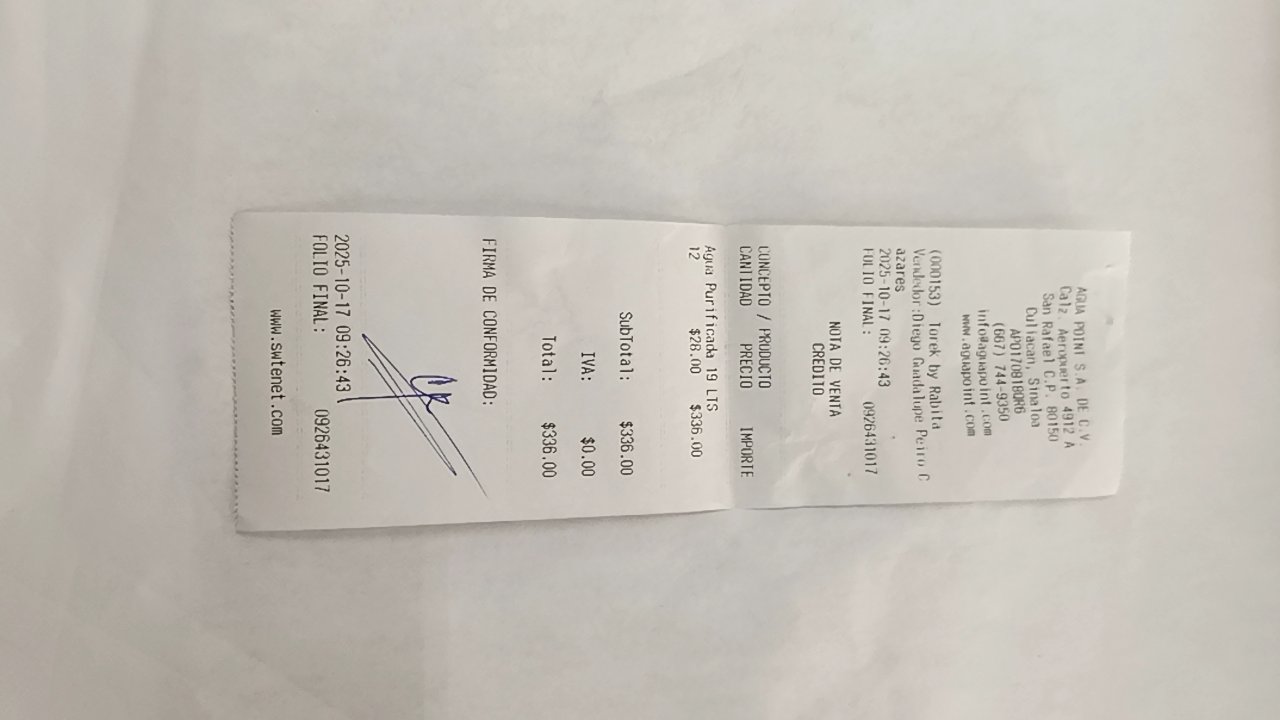 AGUA POINT S.A. DE C.V.
Calz. Aeropuerto 4912 A
San Rafael C.P. 80150
Culiacan, Sinaloa
APO170818QR6
(667) 744-9350
info@aguapoint.com
www.aguapoint.com
(000153) Torek by Rabita
Vendedor:Diego Guadalupe Peiro C
azares
2025-10-17 09:26:43 0926431017
FOLIO FINAL:
NOTA DE VENTA
CREDITO
CONCEPTO / PRODUCTO
CANTIDAD PRECIO IMPORTE
Agua Purificada 19 LTS
12 $28.00 $336.00
SubTotal: $336.00
IVA: $0.00
Total: $336.00
FIRMA DE CONFORMIDAD:
2025-10-17 09:26:43
FOLIO FINAL: 0926431017
www.swtenet.com